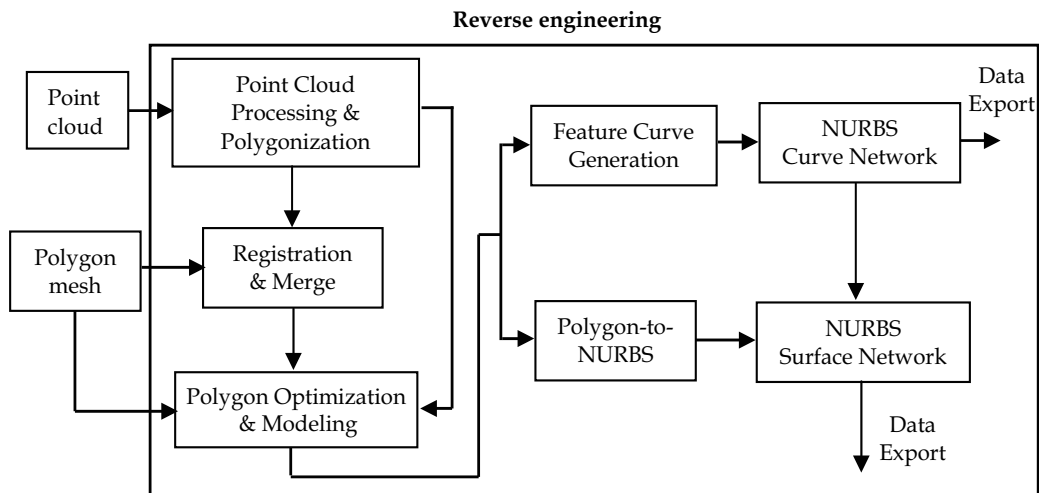 Reverse engineering
Point
cloud
Point Cloud
Processing &
Polygonization
Data
Export
Feature Curve
Generation
NURBS
Curve Network
Polygon
mesh
Registration
& Merge
Polygon-to-
NURBS
NURBS
Surface Network
Polygon Optimization
& Modeling
Data
Export